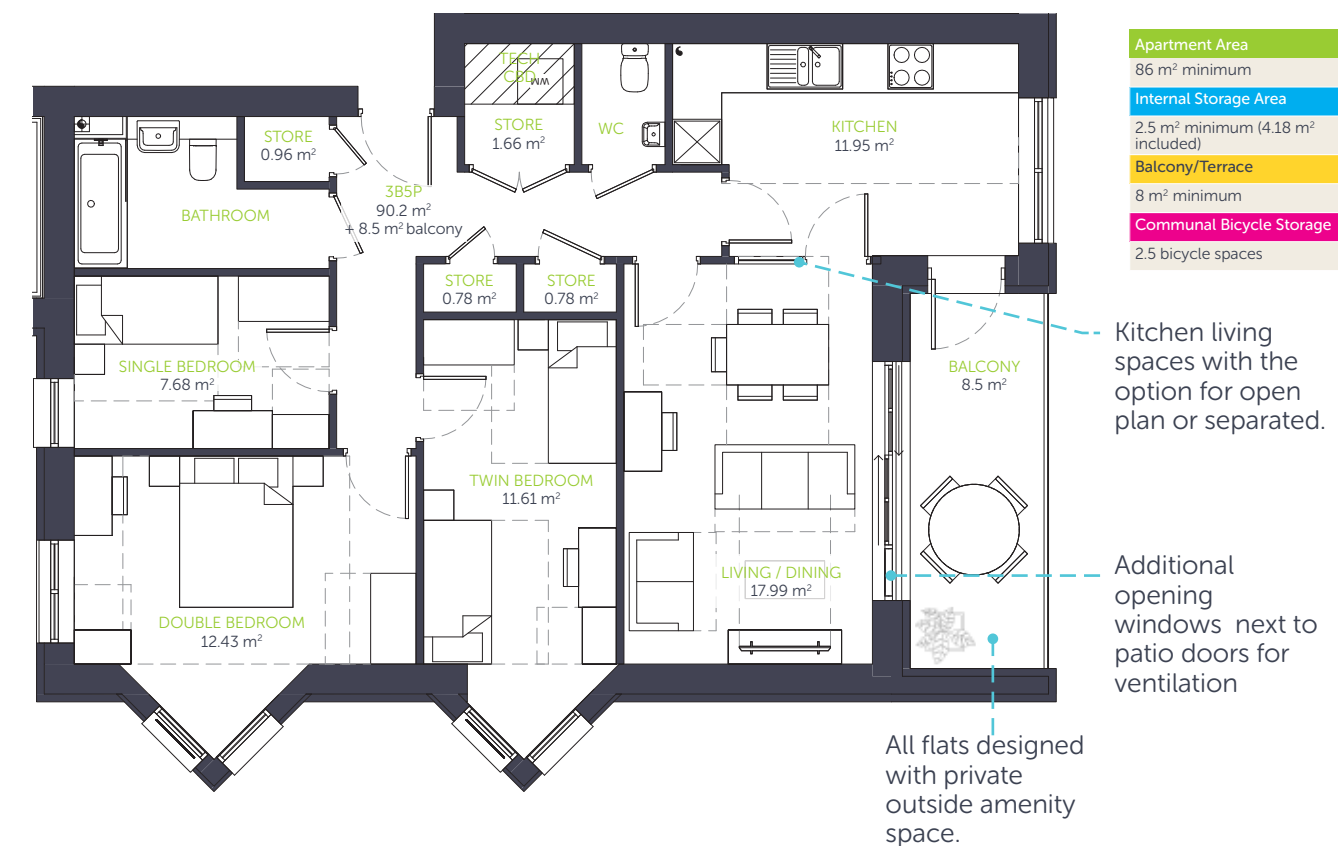 TECH
CBD
WM
STORE
1.66 m²
WC
KITCHEN
11.95 m²
STORE
0.96 m²
BATHROOM
3B5P
90.2 m²
+ 8.5 m² balcony
STORE
0.78 m²
STORE
0.78 m²
SINGLE BEDROOM
7.68 m²
BALCONY
8.5 m²
TWIN BEDROOM
11.61 m²
LIVING / DINING
17.99 m²
DOUBLE BEDROOM
12.43 m²
Apartment Area
86 m² minimum
Internal Storage Area
2.5 m² minimum (4.18 m²
included)
Balcony/Terrace
8 m² minimum
Communal Bicycle Storage
2.5 bicycle spaces
Kitchen living
spaces with the
option for open
plan or separated.
Additional
opening
windows next to
patio doors for
ventilation
All flats designed
with private
outside amenity
space.